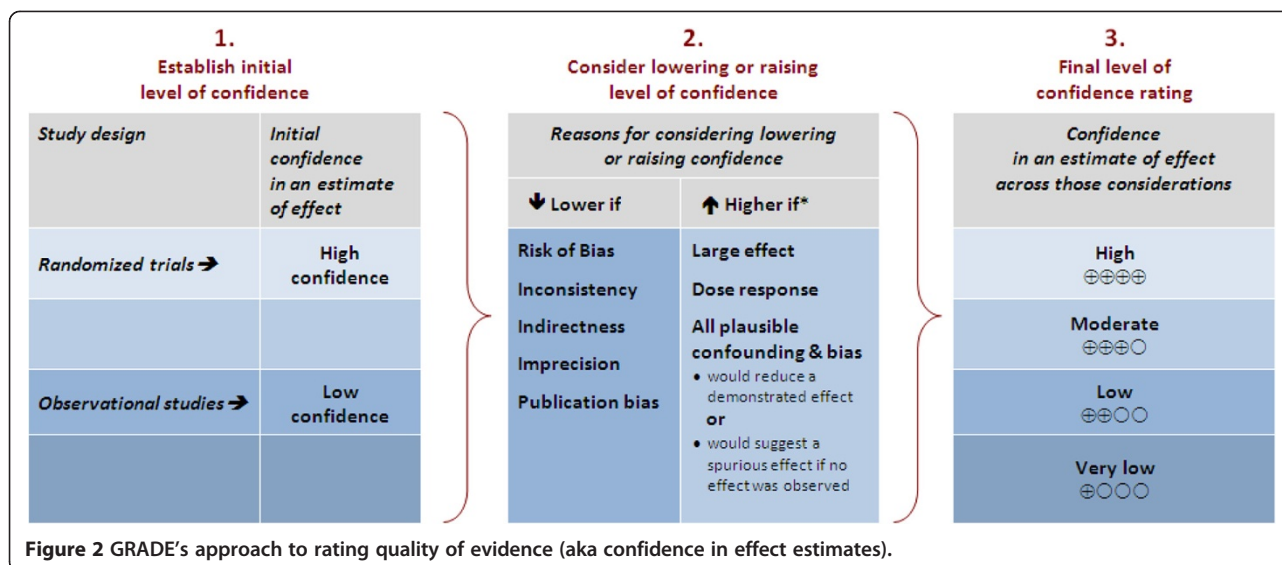 1.
Establish initial
level of confidence
Study design
Initial
confidence
in an estimate
of effect
Randomized trials ➔
High
confidence
Observational studies ➔
Low
confidence
2.
Consider lowering or raising
level of confidence
Reasons for considering lowering
or raising confidence
🡇 Lower if
Risk of Bias
Inconsistency
Indirectness
Imprecision
Publication bias
🡅 Higher if*
Large effect
Dose response
All plausible
confounding & bias
• would reduce a
demonstrated effect
or
• would suggest a
spurious effect if no
effect was observed
3.
Final level of
confidence rating
Confidence
in an estimate of effect
across those considerations
High
⊕⊕⊕⊕
Moderate
⊕⊕⊕○
Low
⊕⊕○○
Very low
⊕○○○
Figure 2 GRADE's approach to rating quality of evidence (aka confidence in effect estimates).